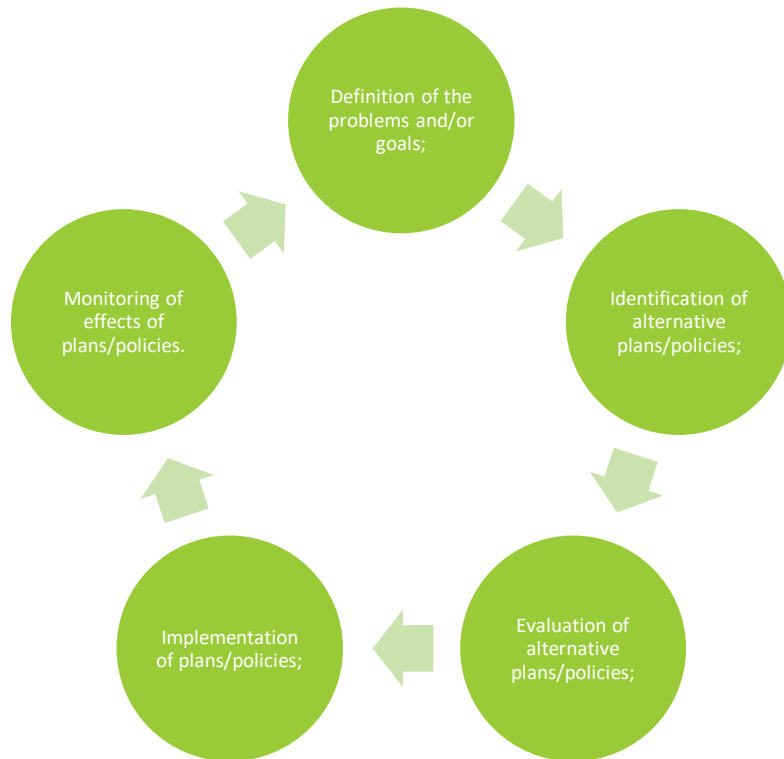 Definition of the
problems and/or
goals;
Identification of
alternative
plans/policies;
Evaluation of
alternative
plans/policies;
Implementation
of plans/policies;
Monitoring of
effects of
plans/policies.